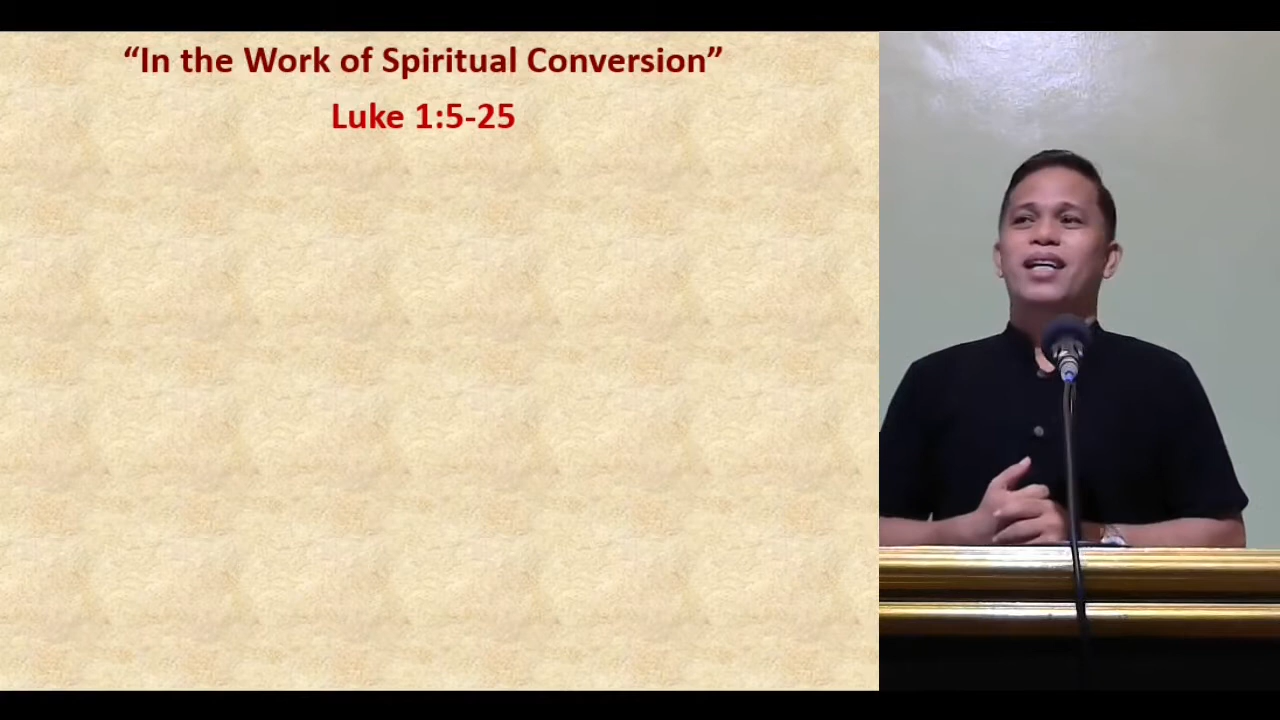 “In the Work of Spiritual Conversion”
Luke 1:5-25